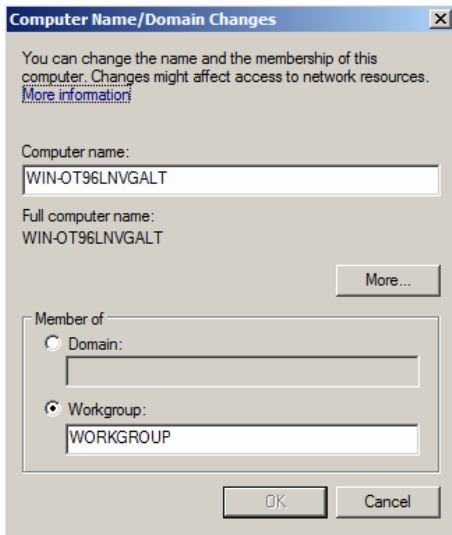 Computer Name/Domain Changes
You can change the name and the membership of this
computer. Changes might affect access to network resources.
More information
Computer name:
WIN-OT96LNVGALT
Full computer name:
WIN-OT96LNVGALT
More...
Member of
Domain:
Workgroup:
WORKGROUP
OK
Cancel